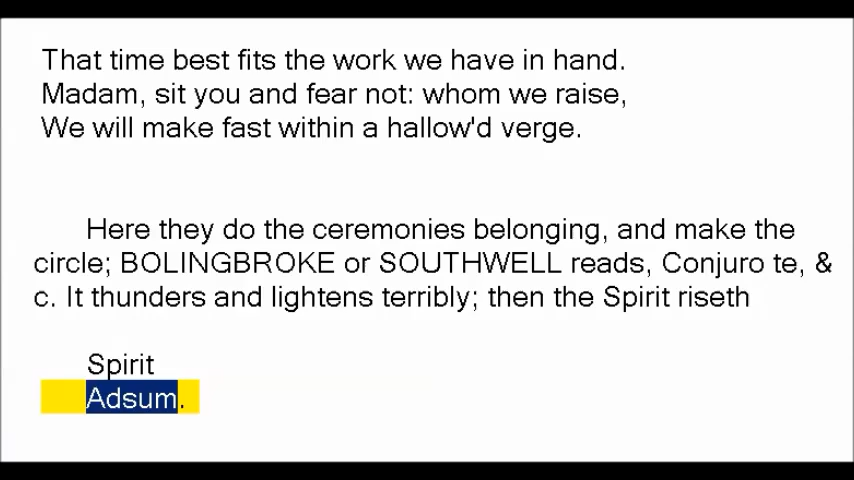 That time best fits the work we have in hand.
Madam, sit you and fear not: whom we raise,
We will make fast within a hallow'd verge.
Here they do the ceremonies belonging, and make the
circle; BOLINGBROKE or SOUTHWELL reads, Conjuro te, &
c. It thunders and lightens terribly; then the Spirit riseth
Spirit
Adsum.